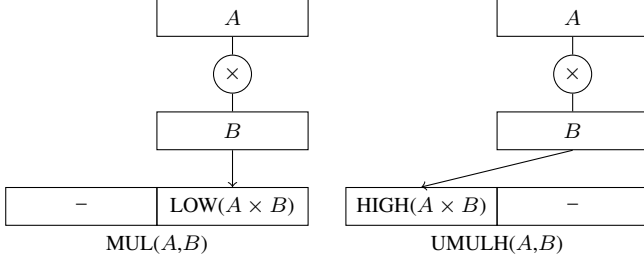 A A
× ×
B B
– LOW(A × B) HIGH(A × B) –
MUL(A,B) UMULH(A,B)